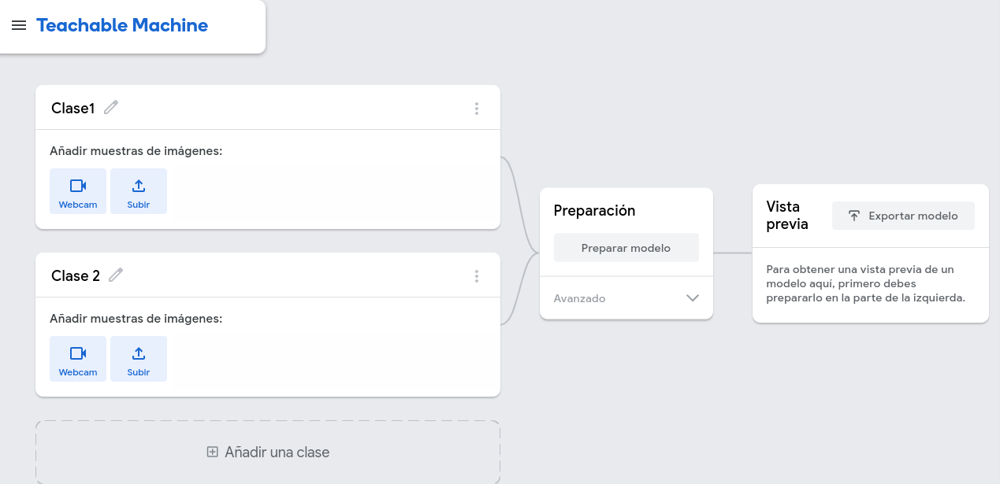 Teachable Machine
Clase1
Añadir muestras de imágenes:
Webcam
Subir
Clase 2
Añadir muestras de imágenes:
Webcam
Subir
Añadir una clase
Preparación
Preparar modelo
Avanzado
Vista
previa
Exportar modelo
Para obtener una vista previa de un
modelo aquí, primero debes
prepararlo en la parte de la izquierda.